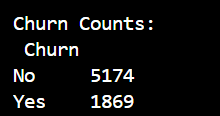 Churn Counts:
Churn
No 5174
Yes 1869